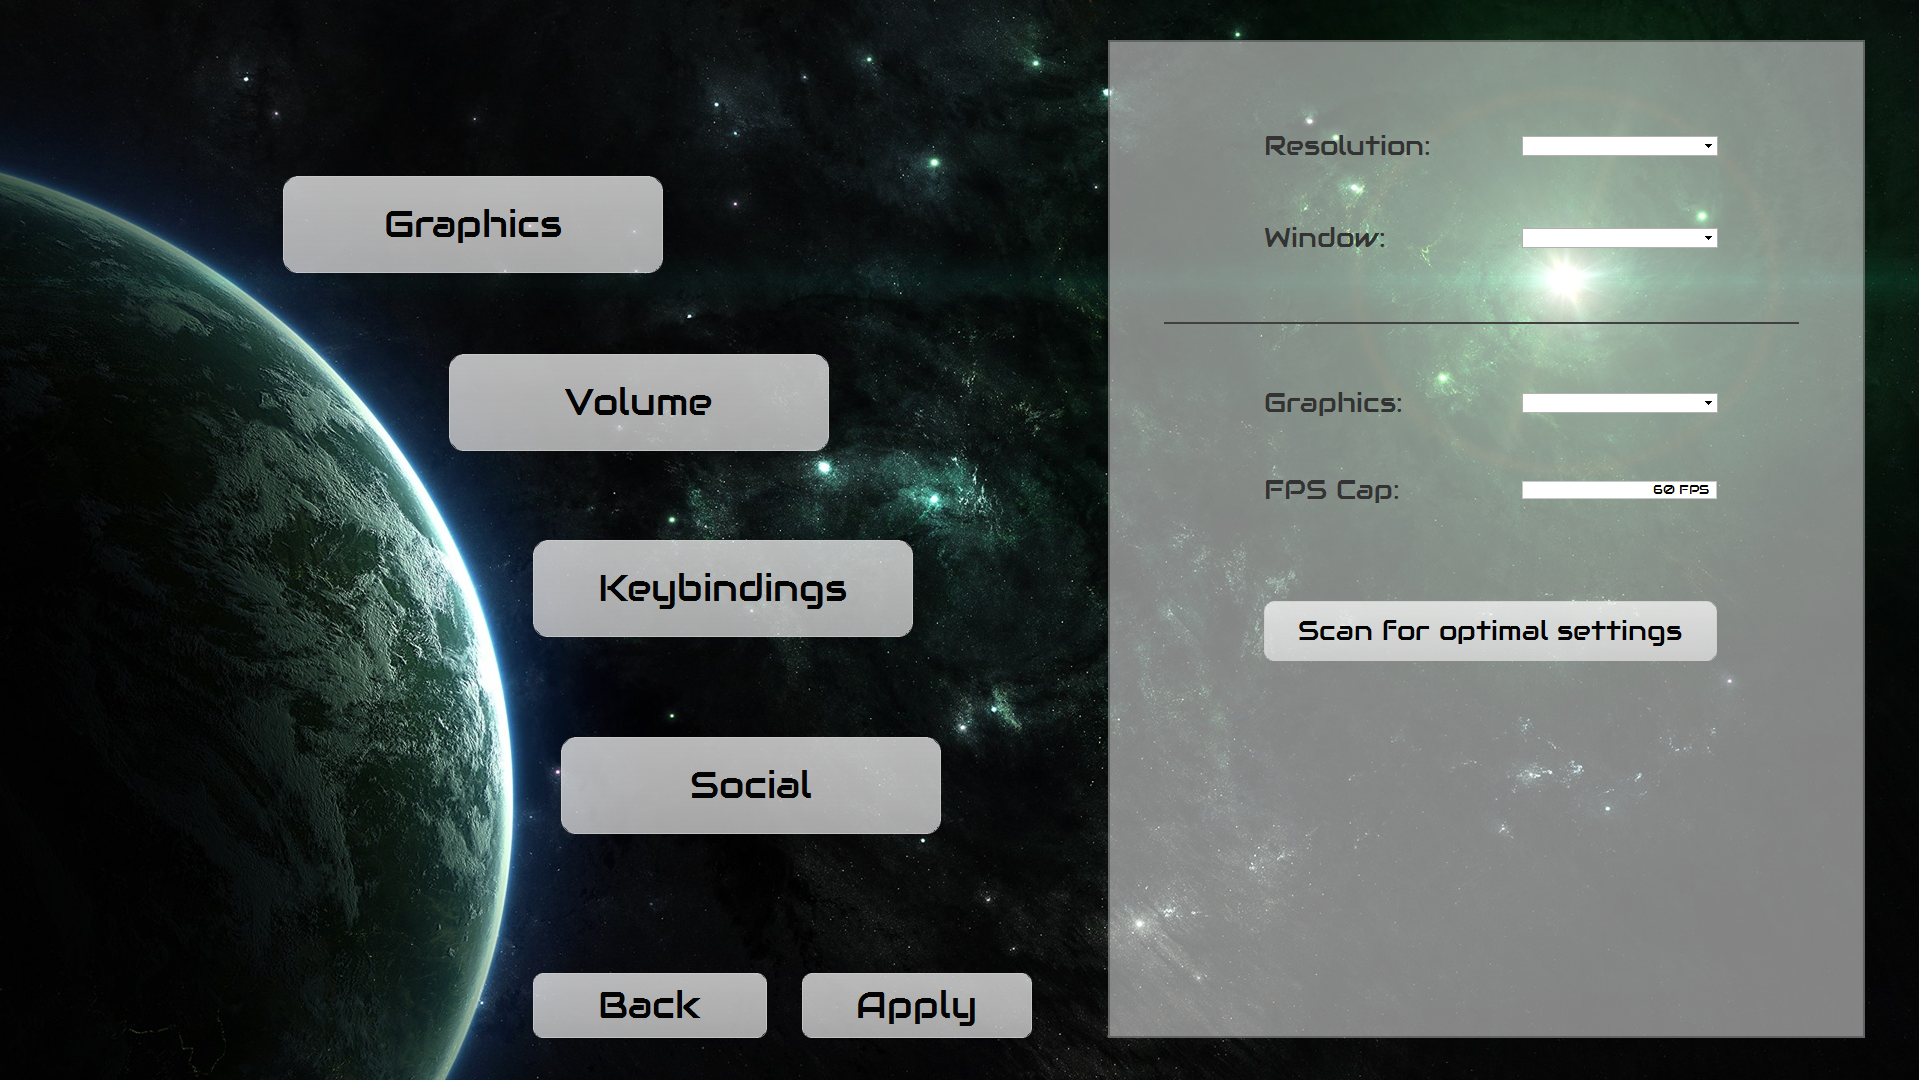 Graphics
Volume
Keybindings
Social
Back
Apply
Resolution:
Window:
Graphics:
FPS Cap:
60 FPS
Scan for optimal settings